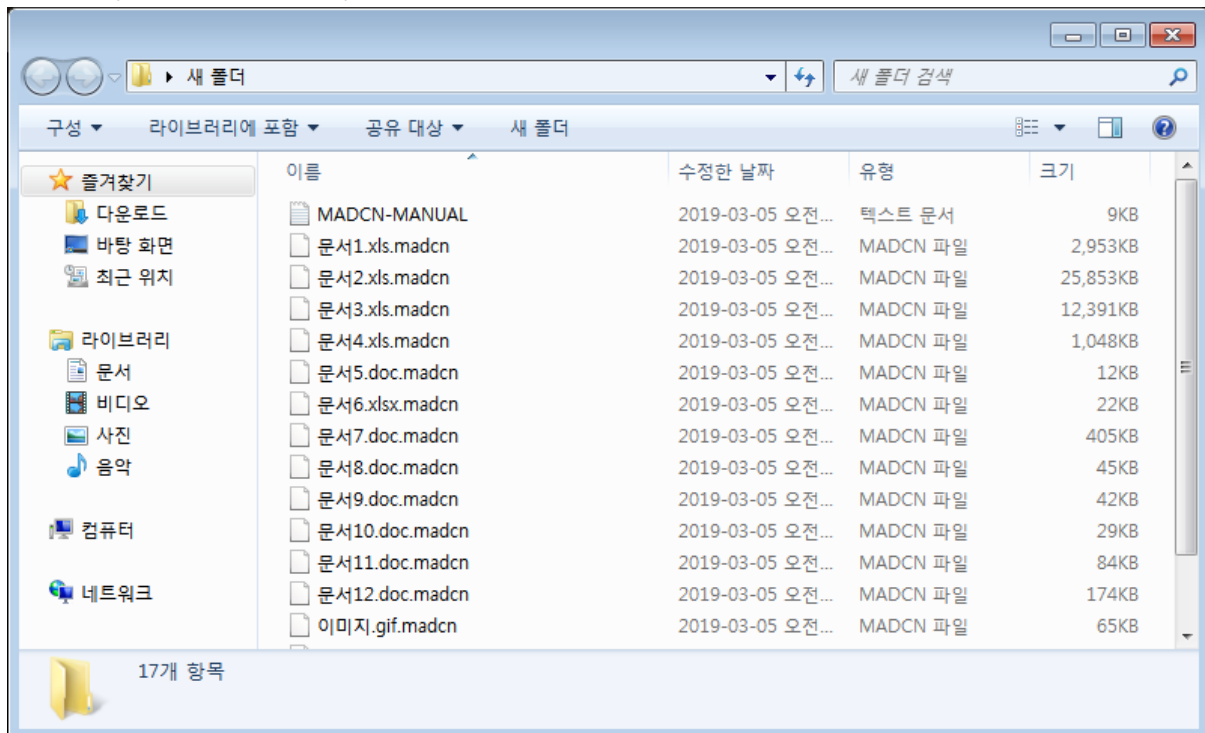 새 폴더
새 폴더 검색
구성 라이브러리에 포함 공유 대상 새 폴더
즐겨찾기
다운로드
바탕 화면
최근 위치
라이브러리
문서
비디오
사진
음악
컴퓨터
네트워크
이름 수정한 날짜 유형 크기
MADCN-MANUAL 2019-03-05 오전... 텍스트 문서 9KB
문서1.xls.madcn 2019-03-05 오전... MADCN 파일 2,953KB
문서2.xls.madcn 2019-03-05 오전... MADCN 파일 25,853KB
문서3.xls.madcn 2019-03-05 오전... MADCN 파일 12,391KB
문서4.xls.madcn 2019-03-05 오전... MADCN 파일 1,048KB
문서5.doc.madcn 2019-03-05 오전... MADCN 파일 12KB
문서6.xlsx.madcn 2019-03-05 오전... MADCN 파일 22KB
문서7.doc.madcn 2019-03-05 오전... MADCN 파일 405KB
문서8.doc.madcn 2019-03-05 오전... MADCN 파일 45KB
문서9.doc.madcn 2019-03-05 오전... MADCN 파일 42KB
문서10.doc.madcn 2019-03-05 오전... MADCN 파일 29KB
문서11.doc.madcn 2019-03-05 오전... MADCN 파일 84KB
문서12.doc.madcn 2019-03-05 오전... MADCN 파일 174KB
이미지.gif.madcn 2019-03-05 오전... MADCN 파일 65KB
17개 항목